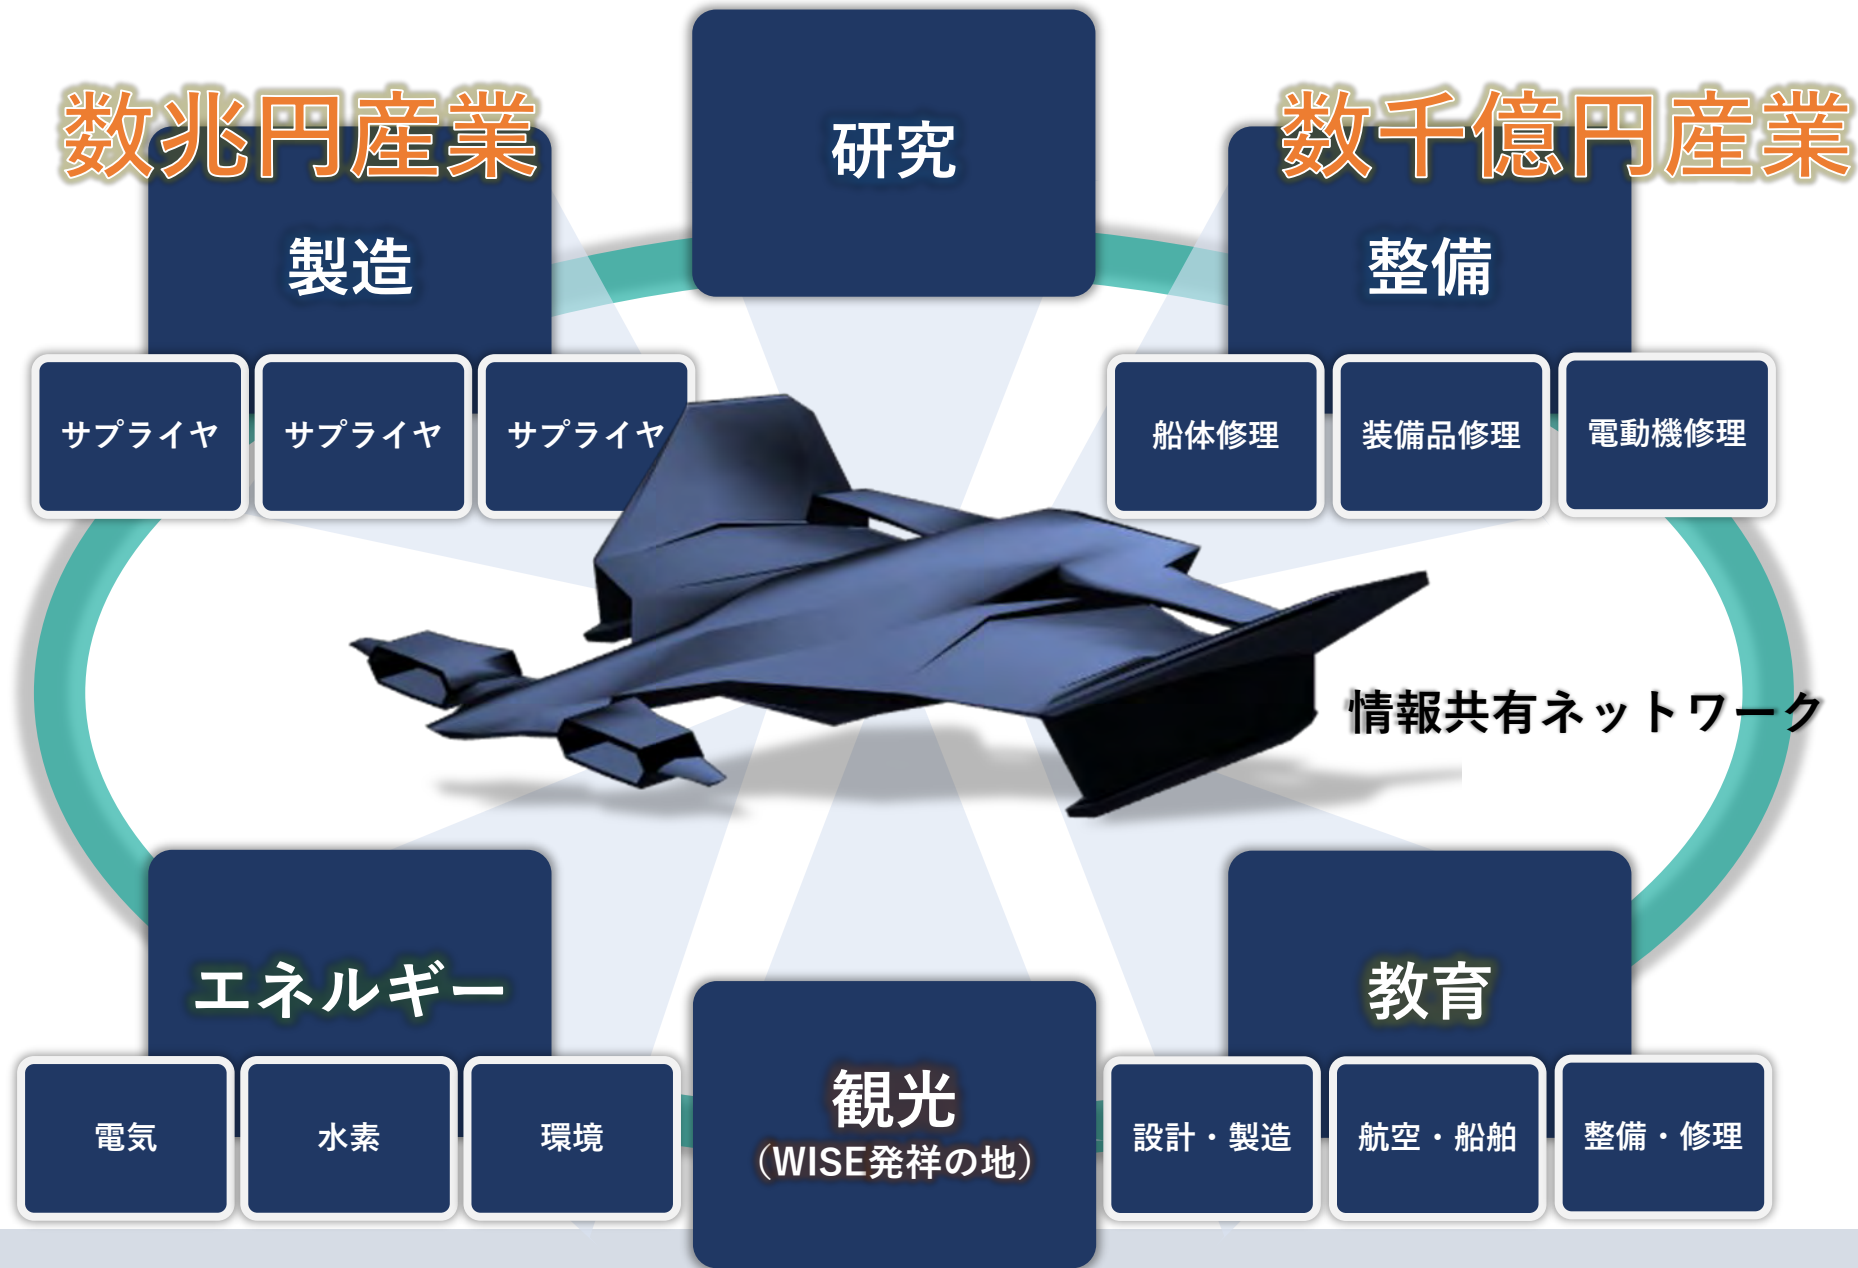 数兆円産業
製造
サプライヤ
サプライヤ
サプライヤ
研究
数千億円産業
整備
船体修理
装備品修理
電動機修理
情報共有ネットワーク
エネルギー
電気
水素
環境
観光
（WISE発祥の地）
教育
設計・製造
航空・船舶
整備・修理